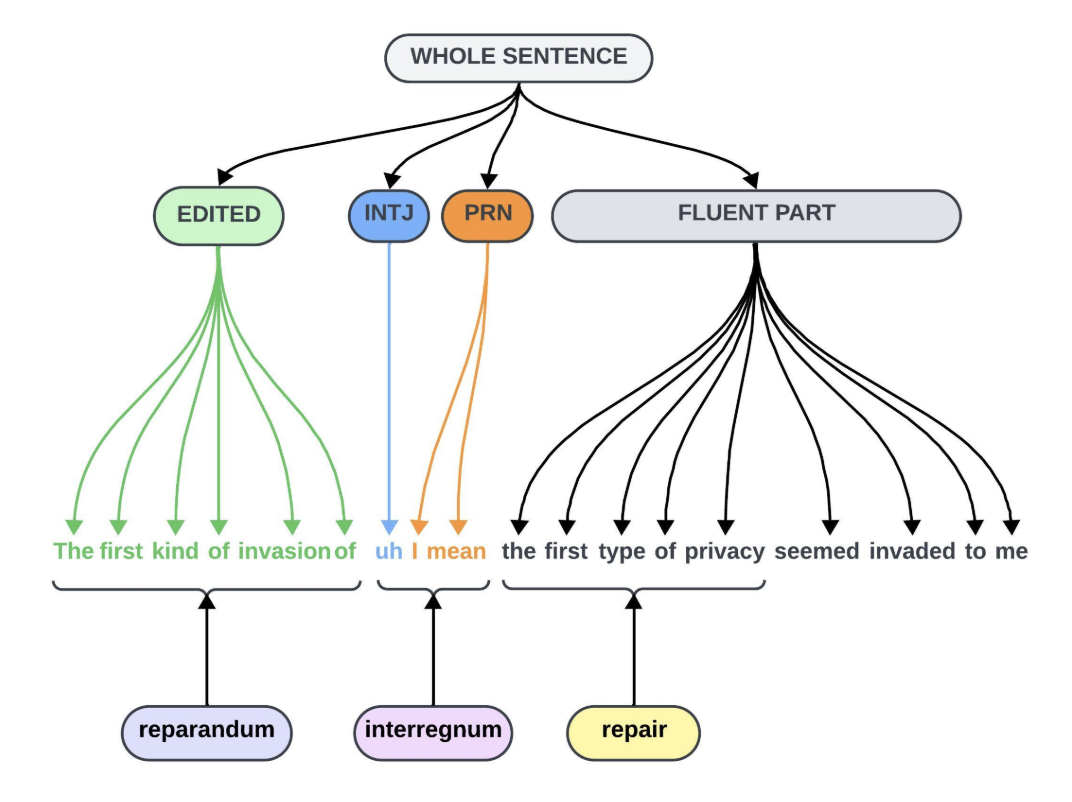 WHOLE SENTENCE
EDITED INTJ PRN FLUENT PART
The first kind of invasion of uh I mean the first type of privacy seemed invaded to me
reparandum interregnum repair